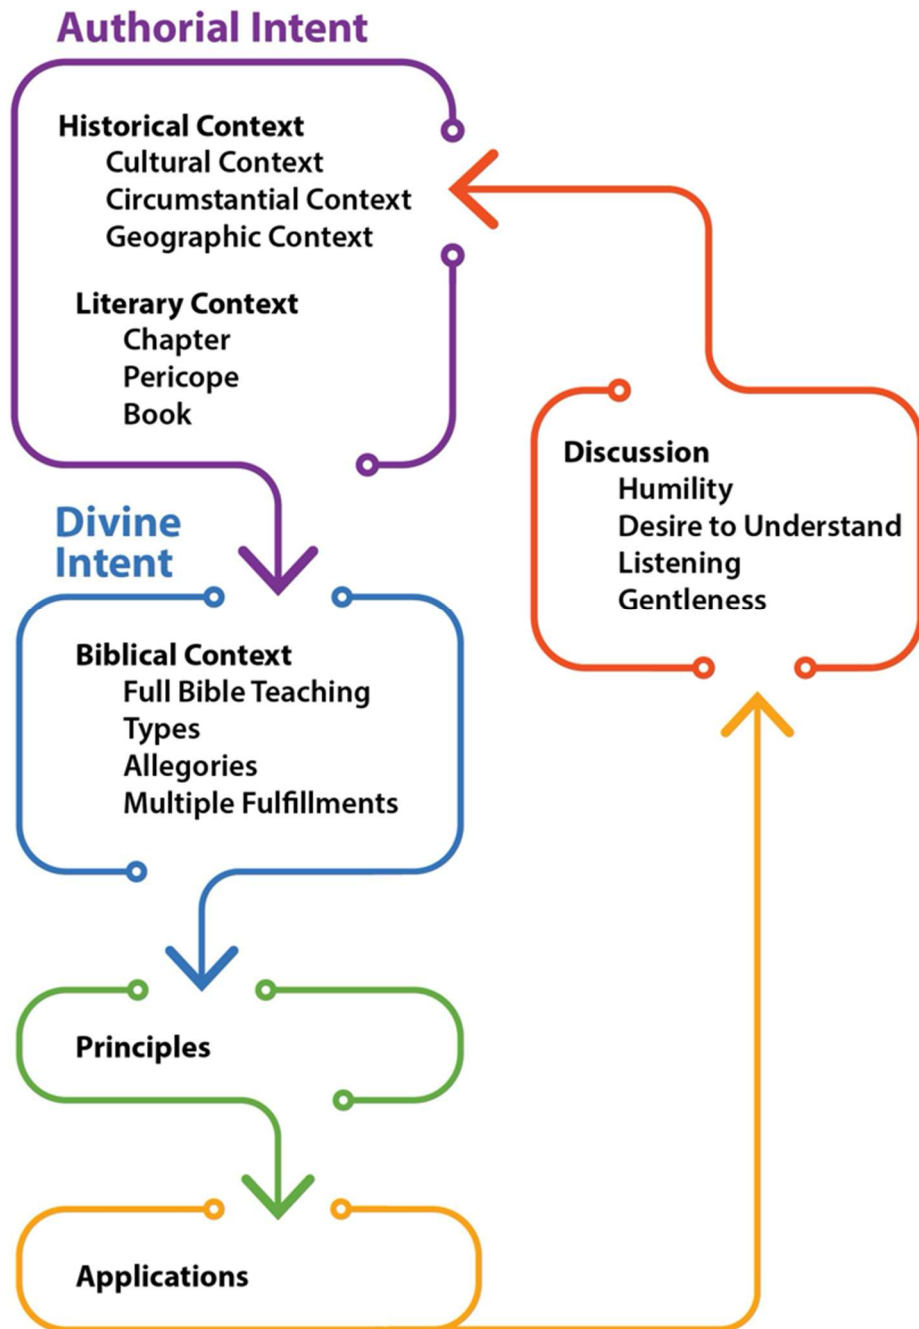 Authorial Intent
Historical Context
Cultural Context
Circumstantial Context
Geographic Context
Literary Context
Chapter
Pericope
Book
Divine
Intent
Biblical Context
Full Bible Teaching
Types
Allegories
Multiple Fulfillments
Principles
Applications
Discussion
Humility
Desire to Understand
Listening
Gentleness